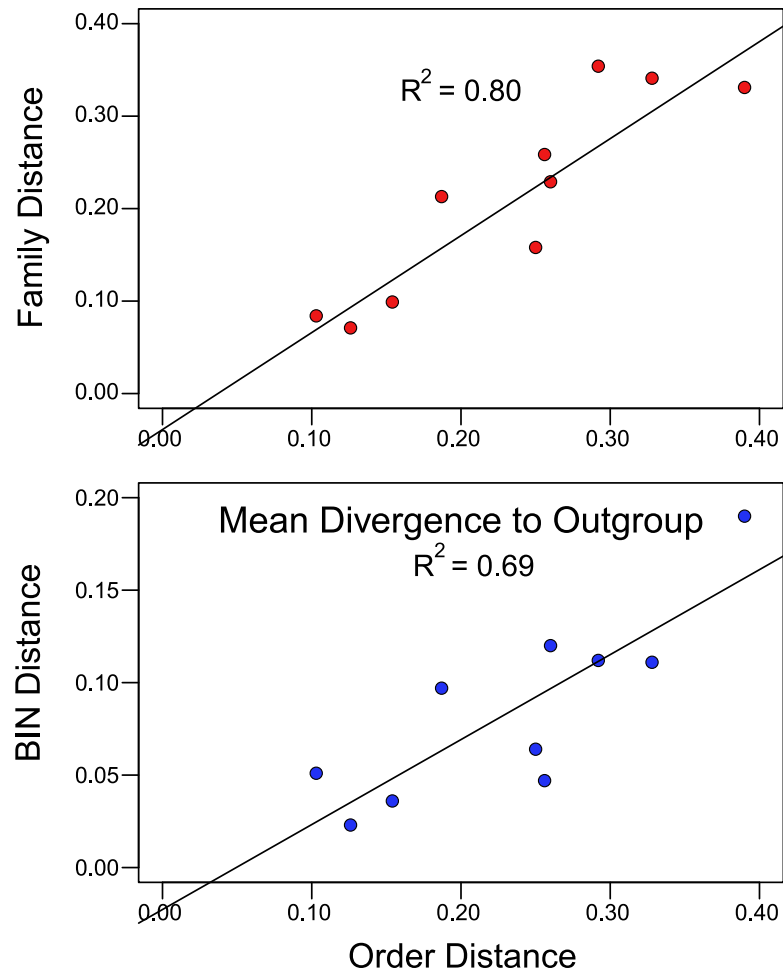 0.40
R² = 0.80
0.30
Family Distance
0.20
0.10
0.00
0.00 0.10 0.20 0.30 0.40
0.20
Mean Divergence to Outgroup
R² = 0.69
0.15
BIN Distance
0.10
0.05
0.00
0.00 0.10 0.20 0.30 0.40
Order Distance